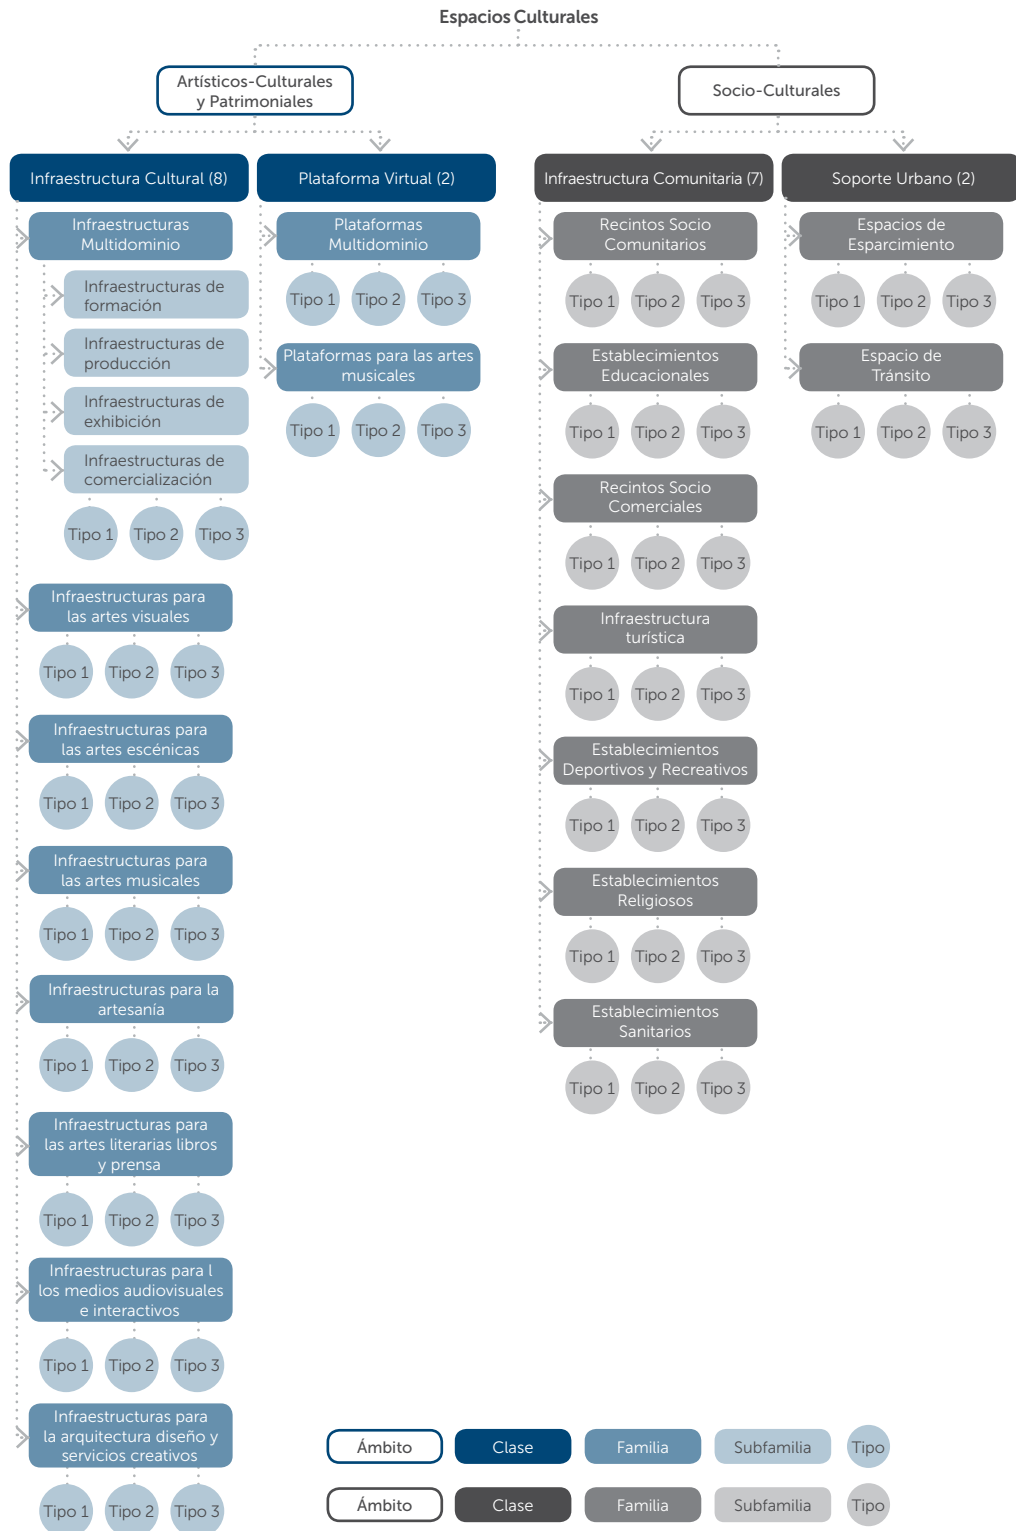 Espacios Culturales
Artísticos-Culturales
y Patrimoniales
Socio-Culturales
Infraestructura Cultural (8)
Plataforma Virtual (2)
Infraestructura Comunitaria (7)
Soporte Urbano (2)
Infraestructuras
Multidominio
Infraestructuras de
formación
Infraestructuras de
producción
Infraestructuras de
exhibición
Infraestructuras de
comercialización
Tipo 1 Tipo 2 Tipo 3
Infraestructuras para
las artes visuales
Tipo 1 Tipo 2 Tipo 3
Infraestructuras para
las artes escénicas
Tipo 1 Tipo 2 Tipo 3
Infraestructuras para
las artes musicales
Tipo 1 Tipo 2 Tipo 3
Infraestructuras para la
artesanía
Tipo 1 Tipo 2 Tipo 3
Infraestructuras para
las artes literarias libros
y prensa
Tipo 1 Tipo 2 Tipo 3
Infraestructuras para l
los medios audiovisuales
e interactivos
Tipo 1 Tipo 2 Tipo 3
Infraestructuras para
la arquitectura diseño y
servicios creativos
Tipo 1 Tipo 2 Tipo 3
Plataformas
Multidominio
Tipo 1 Tipo 2 Tipo 3
Plataformas para las artes
musicales
Tipo 1 Tipo 2 Tipo 3
Recintos Socio
Comunitarios
Tipo 1 Tipo 2 Tipo 3
Establecimientos
Educacionales
Tipo 1 Tipo 2 Tipo 3
Recintos Socio
Comerciales
Tipo 1 Tipo 2 Tipo 3
Infraestructura
turística
Tipo 1 Tipo 2 Tipo 3
Establecimientos
Deportivos y Recreativos
Tipo 1 Tipo 2 Tipo 3
Establecimientos
Religiosos
Tipo 1 Tipo 2 Tipo 3
Establecimientos
Sanitarios
Tipo 1 Tipo 2 Tipo 3
Espacios de
Esparcimiento
Tipo 1 Tipo 2 Tipo 3
Espacio de
Tránsito
Tipo 1 Tipo 2 Tipo 3
Ámbito Clase Familia Subfamilia Tipo
Ámbito Clase Familia Subfamilia Tipo